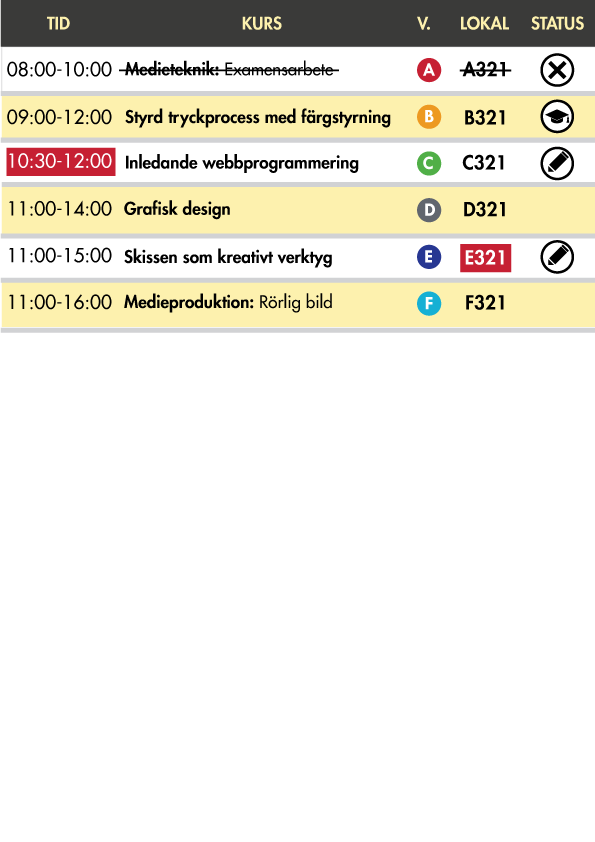 TID KURS V. LOKAL STATUS
08:00-10:00 Medieteknik: Examensarbete A A321
09:00-12:00 Styrd tryckprocess med färgstyrning B B321
10:30-12:00 Inledande webbprogrammering C C321
11:00-14:00 Grafisk design D D321
11:00-15:00 Skissen som kreativt verktyg E E321
11:00-16:00 Medieproduktion: Rörlig bild F F321